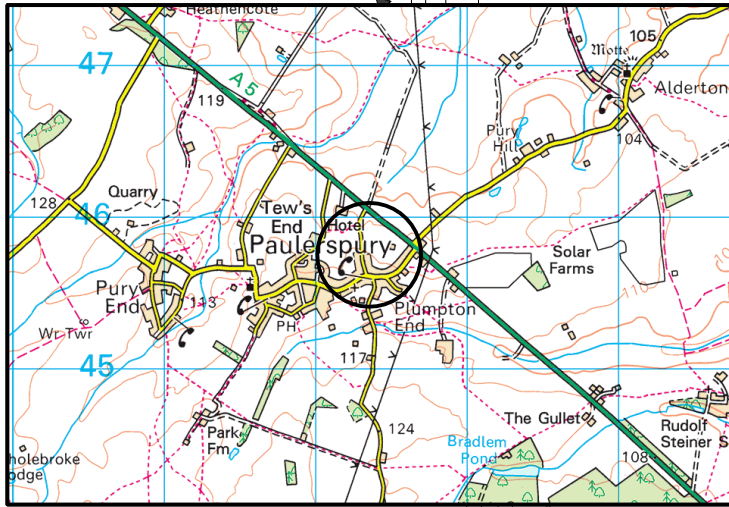 Heathencote
105
Motte
47
A 5
Alderton
119
Pury
Hill
104
Quarry
128
46
Tew's
End
Hotel
Paulerspury
Solar
Farms
Pury
End
113
Plumpton
End
Wr Twr
PH
117
45
The Gullet
Park
Fm
124
Rudolf
Steiner S
Bradlem
Pond
holebroke
odge
108